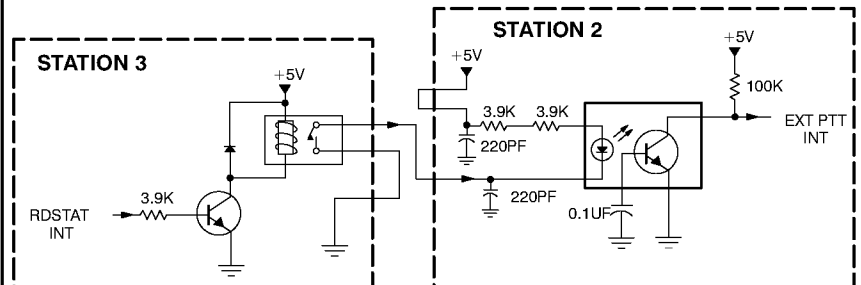 STATION 3
+5V
3.9K
RDSTAT
INT
STATION 2
+5V
3.9K
3.9K
220PF
220PF
0.1UF
+5V
100K
EXT PTT
INT